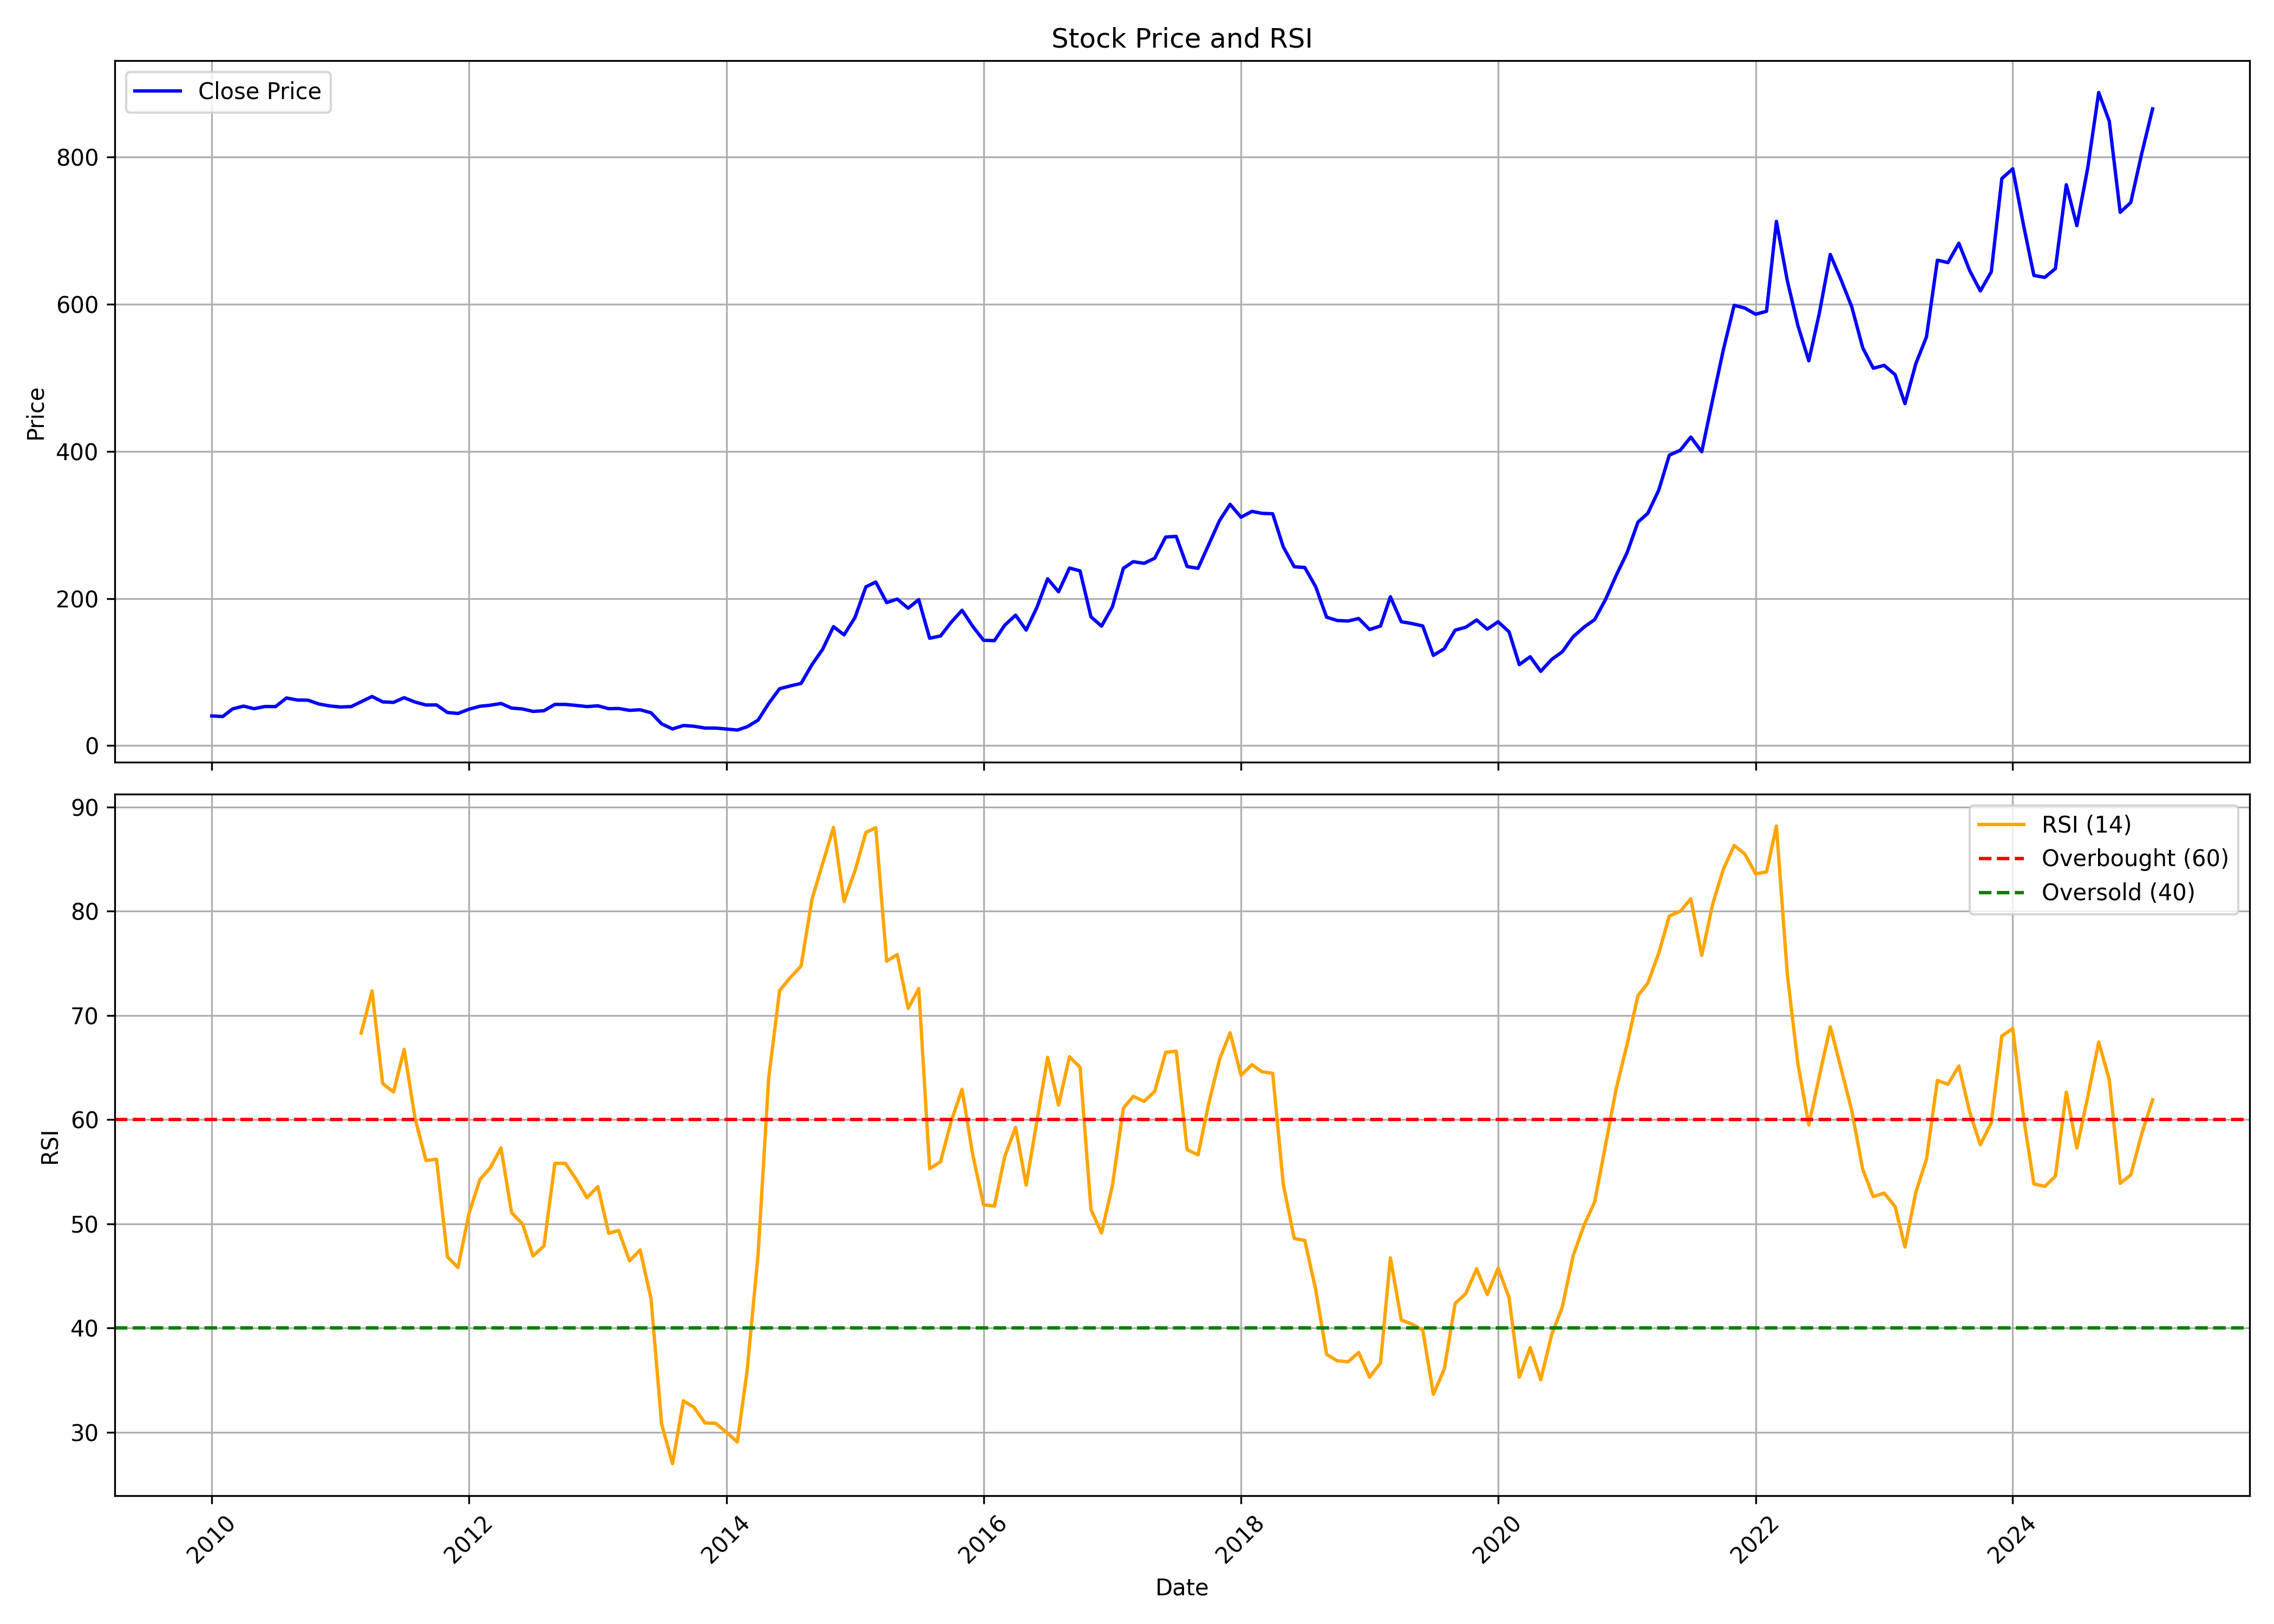 Stock Price and RSI
Close Price
Price
800
600
400
200
0
RSI (14)
Overbought (60)
Oversold (40)
RSI
90
80
70
60
50
40
30
2010
2012
2014
2016
2018
2020
2022
2024
Date